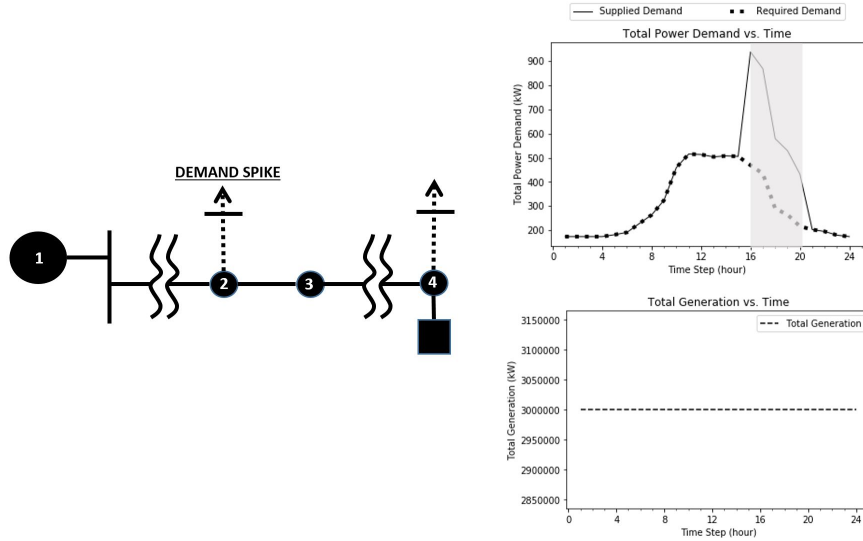 Supplied Demand Required Demand
Total Power Demand vs. Time
900
800
700
600
500
400
300
200
Total Power Demand (kW)
0 4 8 12 16 20 24
Time Step (hour)
DEMAND SPIKE
1
2
3
4
Total Generation vs. Time
Total Generation
3150000
3100000
3050000
3000000
2950000
2900000
2850000
Total Generation (kW)
0 4 8 12 16 20 24
Time Step (hour)